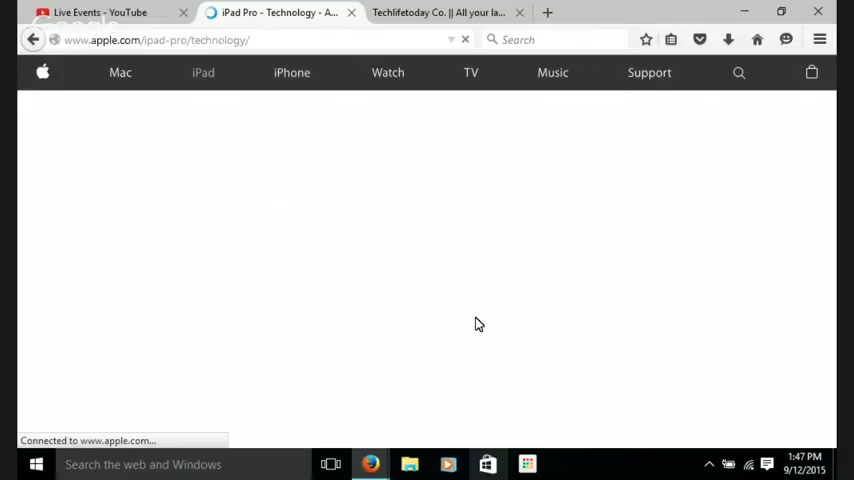 Live Events - YouTube
iPad Pro - Technology - A...
Techlifetoday Co. || All your la...
Google
www.apple.com/ipad-pro/technology/
Search
Mac
iPad
iPhone
Watch
TV
Music
Support
Connected to www.apple.com...
Search the web and Windows
1:47 PM
9/12/2015